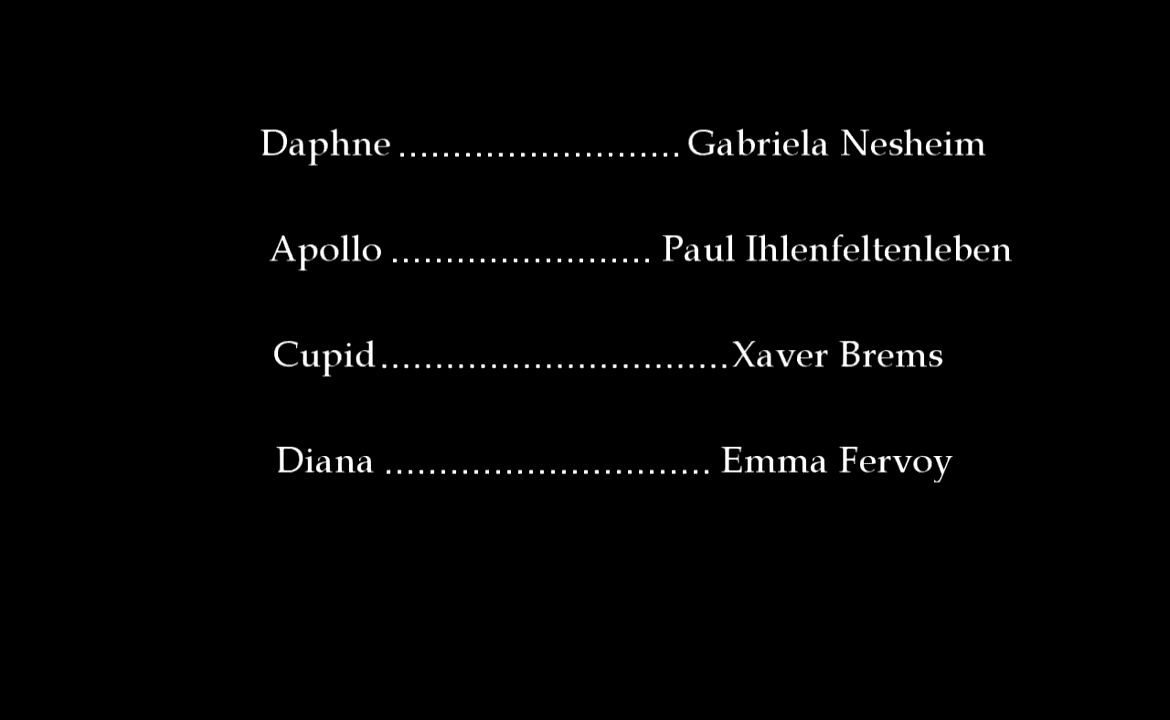 Daphne .......................... Gabriela Nesheim
Apollo ........................ Paul Ihlenfeltenleben
Cupid................................Xaver Brems
Diana .............................. Emma Fervoy